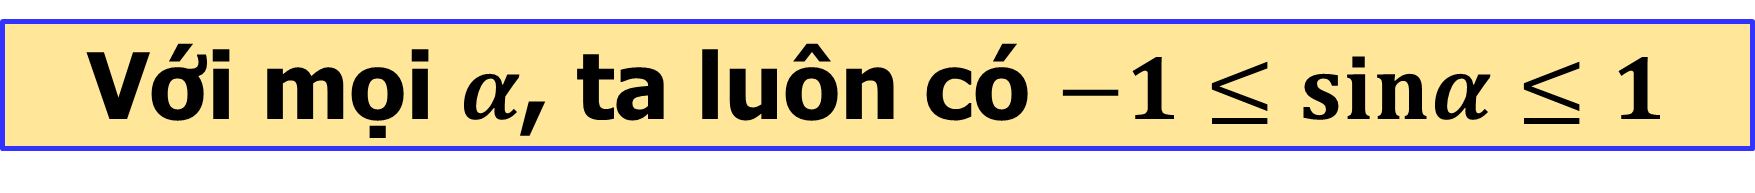 Với mọi α, ta luôn có −1 ≤ sinα ≤ 1